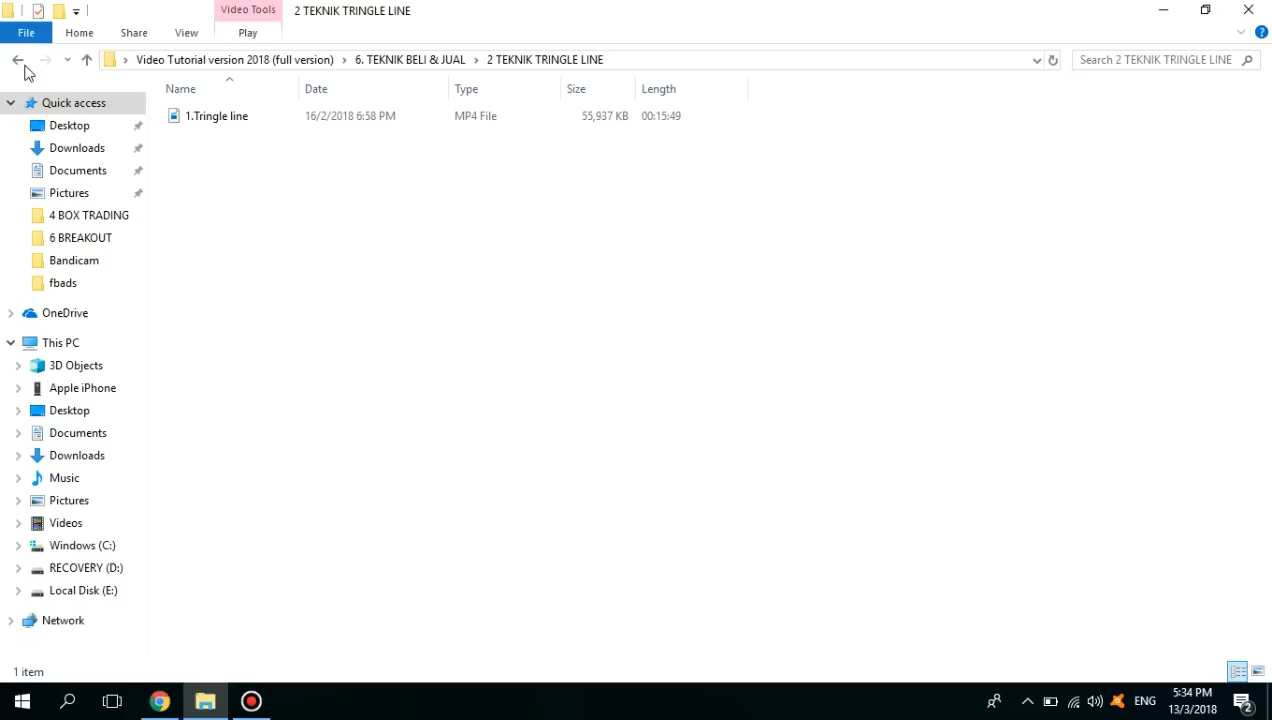 Video Tools
2 TEKNIK TRINGLE LINE
File
Home
Share
View
Play
Video Tutorial version 2018 (full version)
6. TEKNIK BELI & JUAL
2 TEKNIK TRINGLE LINE
Search 2 TEKNIK TRINGLE LINE
Name
Date
Type
Size
Length
1.Tringle line
16/2/2018 6:58 PM
MP4 File
55,937 KB
00:15:49
Quick access
Desktop
Downloads
Documents
Pictures
4 BOX TRADING
6 BREAKOUT
Bandicam
fbads
OneDrive
This PC
3D Objects
Apple iPhone
Desktop
Documents
Downloads
Music
Pictures
Videos
Windows (C:)
RECOVERY (D:)
Local Disk (E:)
Network
1 item
ENG
5:34 PM
13/3/2018
2